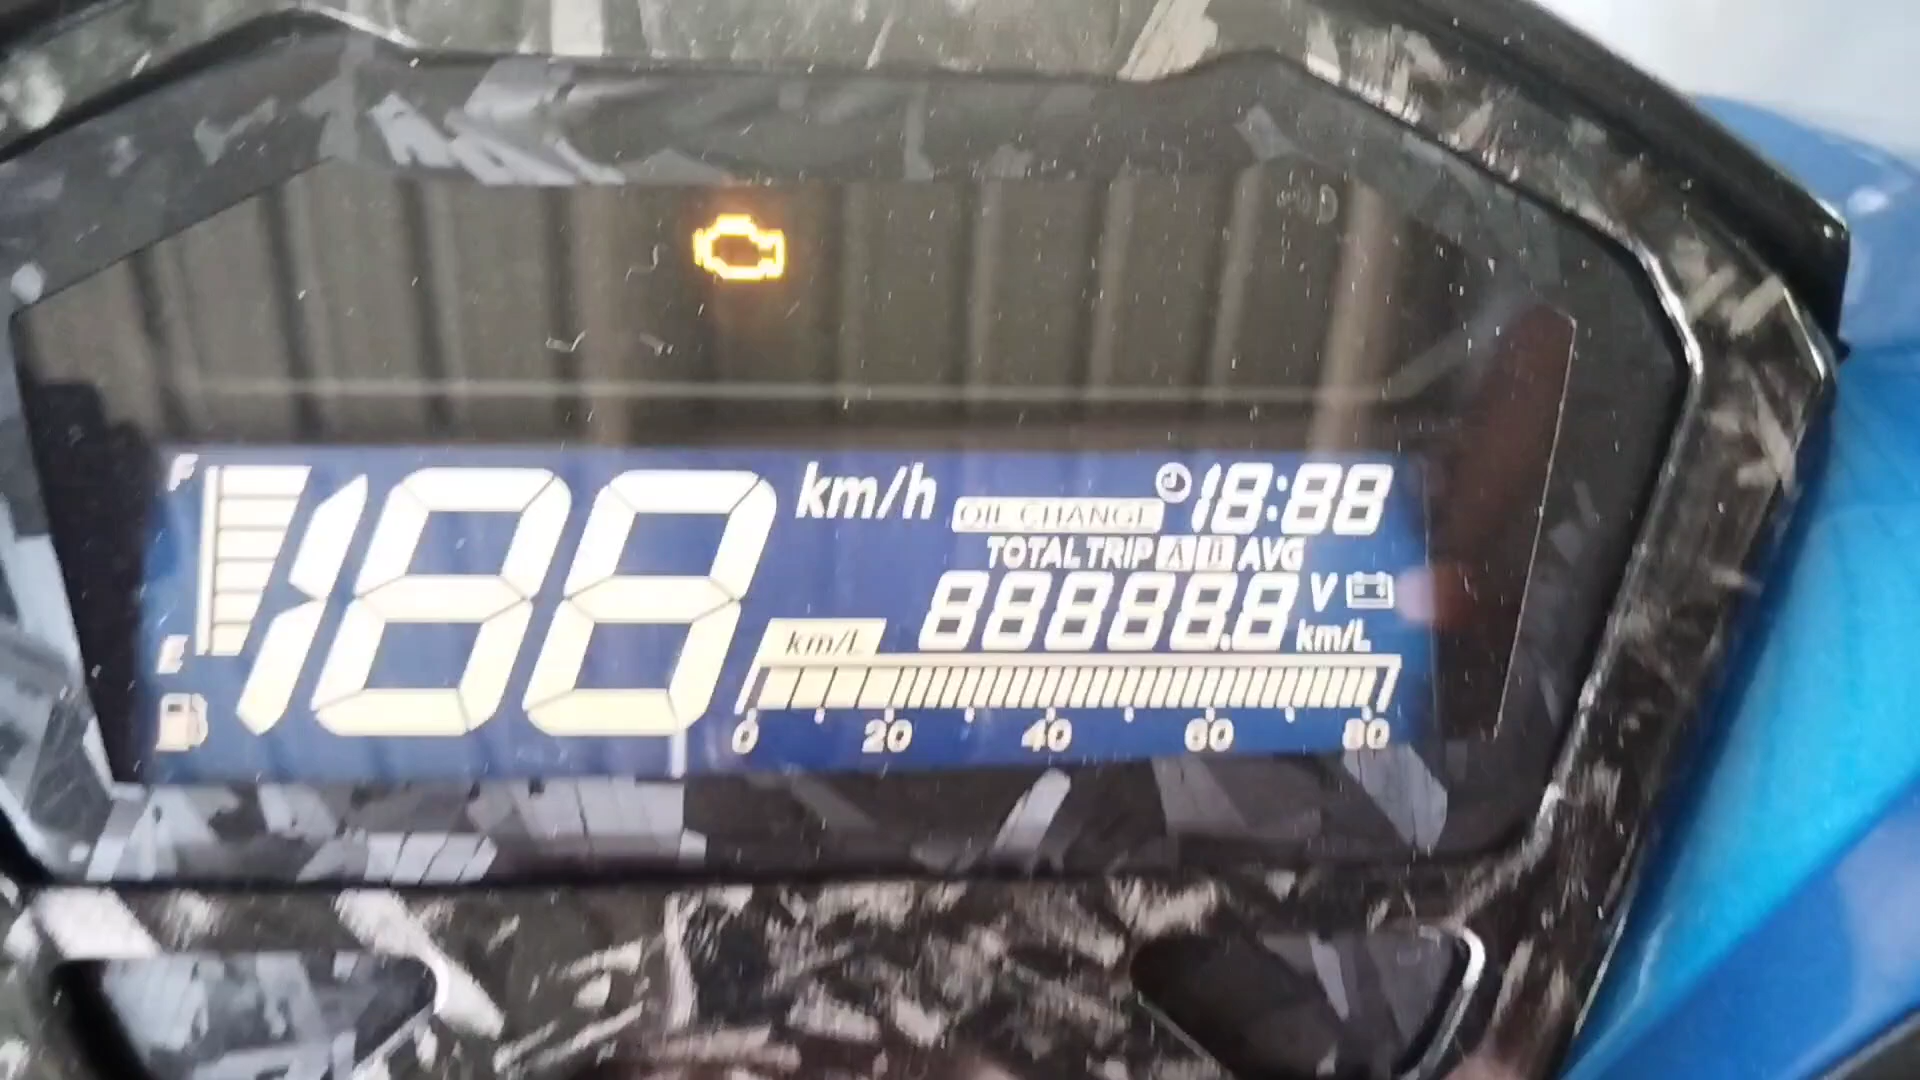 F
188 km/h
OIL CHANGE 18:88
TOTAL TRIP A B AVG
88888.8 V
km/L
km/L
E
0 20 40 60 80